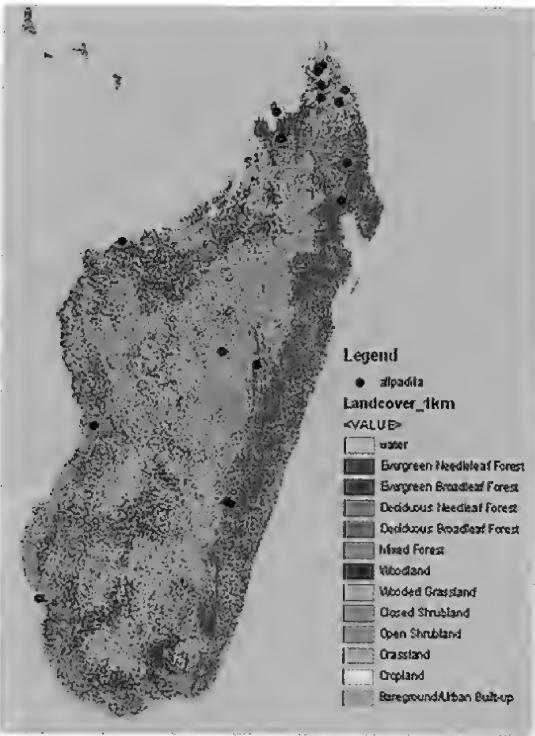 Legend
allpadila
Landcover_1km
<VALUE>
water
Evergreen Needleleaf Forest
Evergreen Broadleaf Forest
Deciduous Needleleaf Forest
Deciduous Broadleaf Forest
Mixed Forest
Woodland
Wooded Grassland
Closed Shrubland
Open Shrubland
Grassland
Cropland
Bareground/Urban Built-up